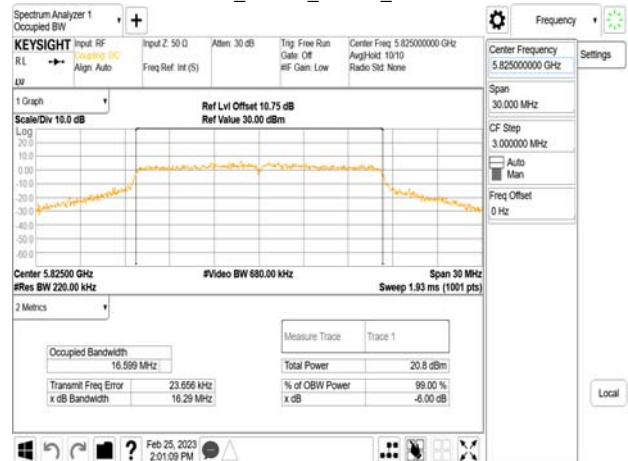 Spectrum Analyzer 1
Occupied BW
Frequency
KEYSIGHT
R L
Input: RF
Coupling: DC
Align: Auto
Input Z: 50 Ω
Freq Ref: Int (S)
Atten: 30 dB
Trig: Free Run
Gate: Off
#IF Gain: Low
Center Freq: 5.825000000 GHz
Avg|Hold: 10/10
Radio Std: None
Center Frequency
5.825000000 GHz
Settings
Span
30.000 MHz
CF Step
3.000000 MHz
Auto
Man
Freq Offset
0 Hz
Local
1 Graph
Scale/Div 10.0 dB
Ref Lvl Offset 10.75 dB
Ref Value 30.00 dBm
Log
20.0
10.0
0.00
-10.0
-20.0
-30.0
-40.0
-50.0
-60.0
Center 5.82500 GHz
#Video BW 680.00 kHz
Span 30 MHz
#Res BW 220.00 kHz
Sweep 1.93 ms (1001 pts)
2 Metrics
Measure Trace
Trace 1
Occupied Bandwidth
16.599 MHz
Total Power
20.8 dBm
Transmit Freq Error
23.656 kHz
% of OBW Power
99.00 %
x dB Bandwidth
16.29 MHz
x dB
-6.00 dB
Feb 25, 2023
2:01:09 PM